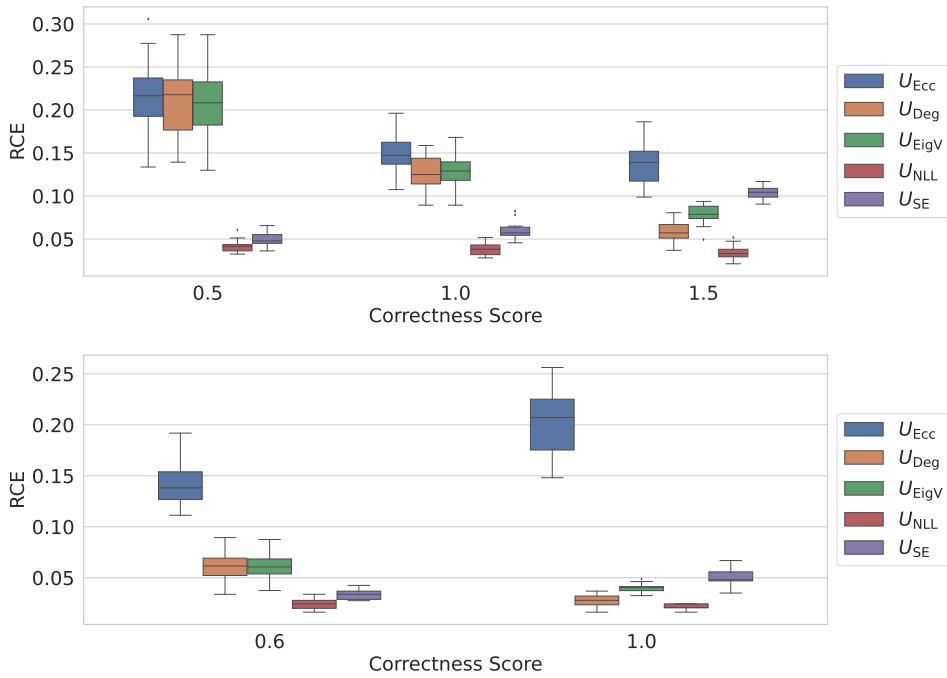 0.30
0.25
0.20
0.15
0.10
0.05
RCE
0.5 1.0 1.5
Correctness Score
U_Ecc
U_Deg
U_EigV
U_NLL
U_SE
0.25
0.20
0.15
0.10
0.05
RCE
0.6 1.0
Correctness Score
U_Ecc
U_Deg
U_EigV
U_NLL
U_SE